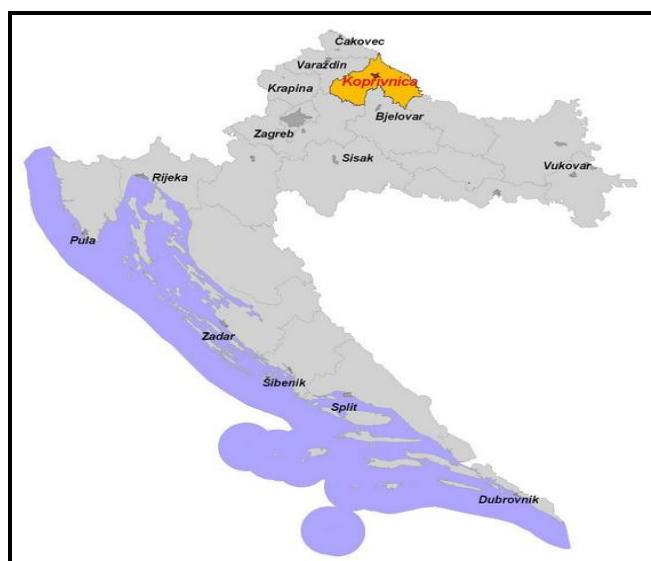 Čakovec
Varaždin
Koprivnica
Krapina
Bjelovar
Zagreb
Sisak
Vukovar
Rijeka
Pula
Zadar
Šibenik
Split
Dubrovnik